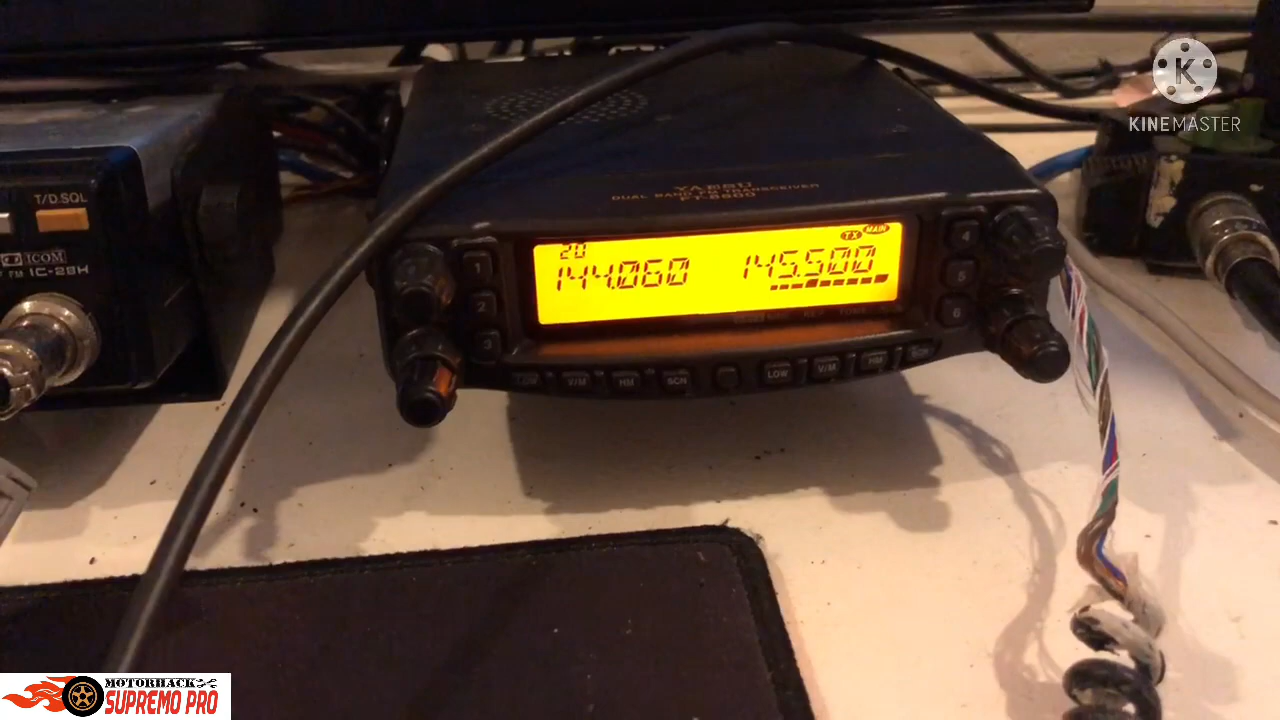 KINEMASTER
YAESU
DUAL BAND FM TRANSCEIVER
FT-8800
T/D.SQL
ICOM
FM IC-28H
20
144.060
145.500
TX MAIN
1
2
3
4
5
6
LOW V/M HM SCN
LOW V/M HM SCN
MOTORHACK
SUPREMO PRO